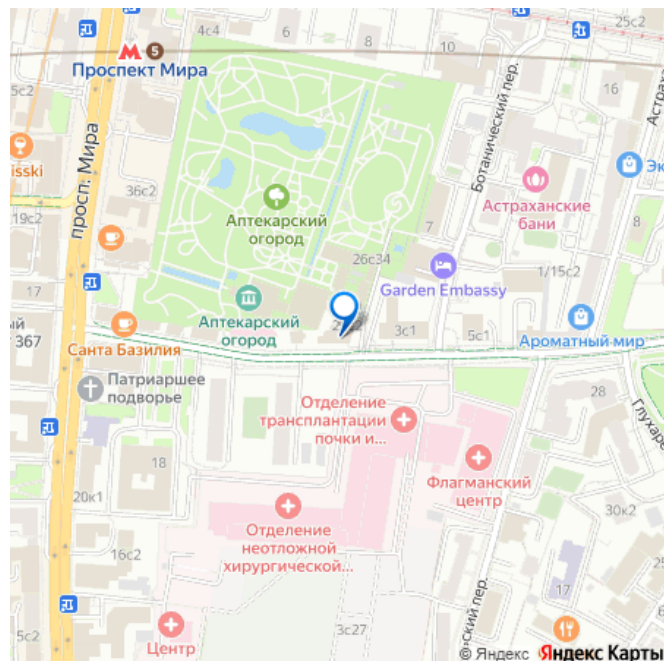 4с4
6
8
10
25с2
5
Проспект Мира
5с2
16
просп. Мира
Ботанический пер.
Астраха
36с2
19с2
Аптекарский
огород
Астраханские
бани
7
8
26с34
Garden Embassy
1/15с2
17
Аптекарский
огород
3с1
5с1
Ароматный мир
367
Санта Базилия
Патриаршее
подворье
Отделение
трансплантации
почки и...
28
Флагманский
центр
18
20к1
Отделение
неотложной
хирургической...
30к2
16с2
17
5с2
Центр
3с27
© Яндекс Яндекс Карты